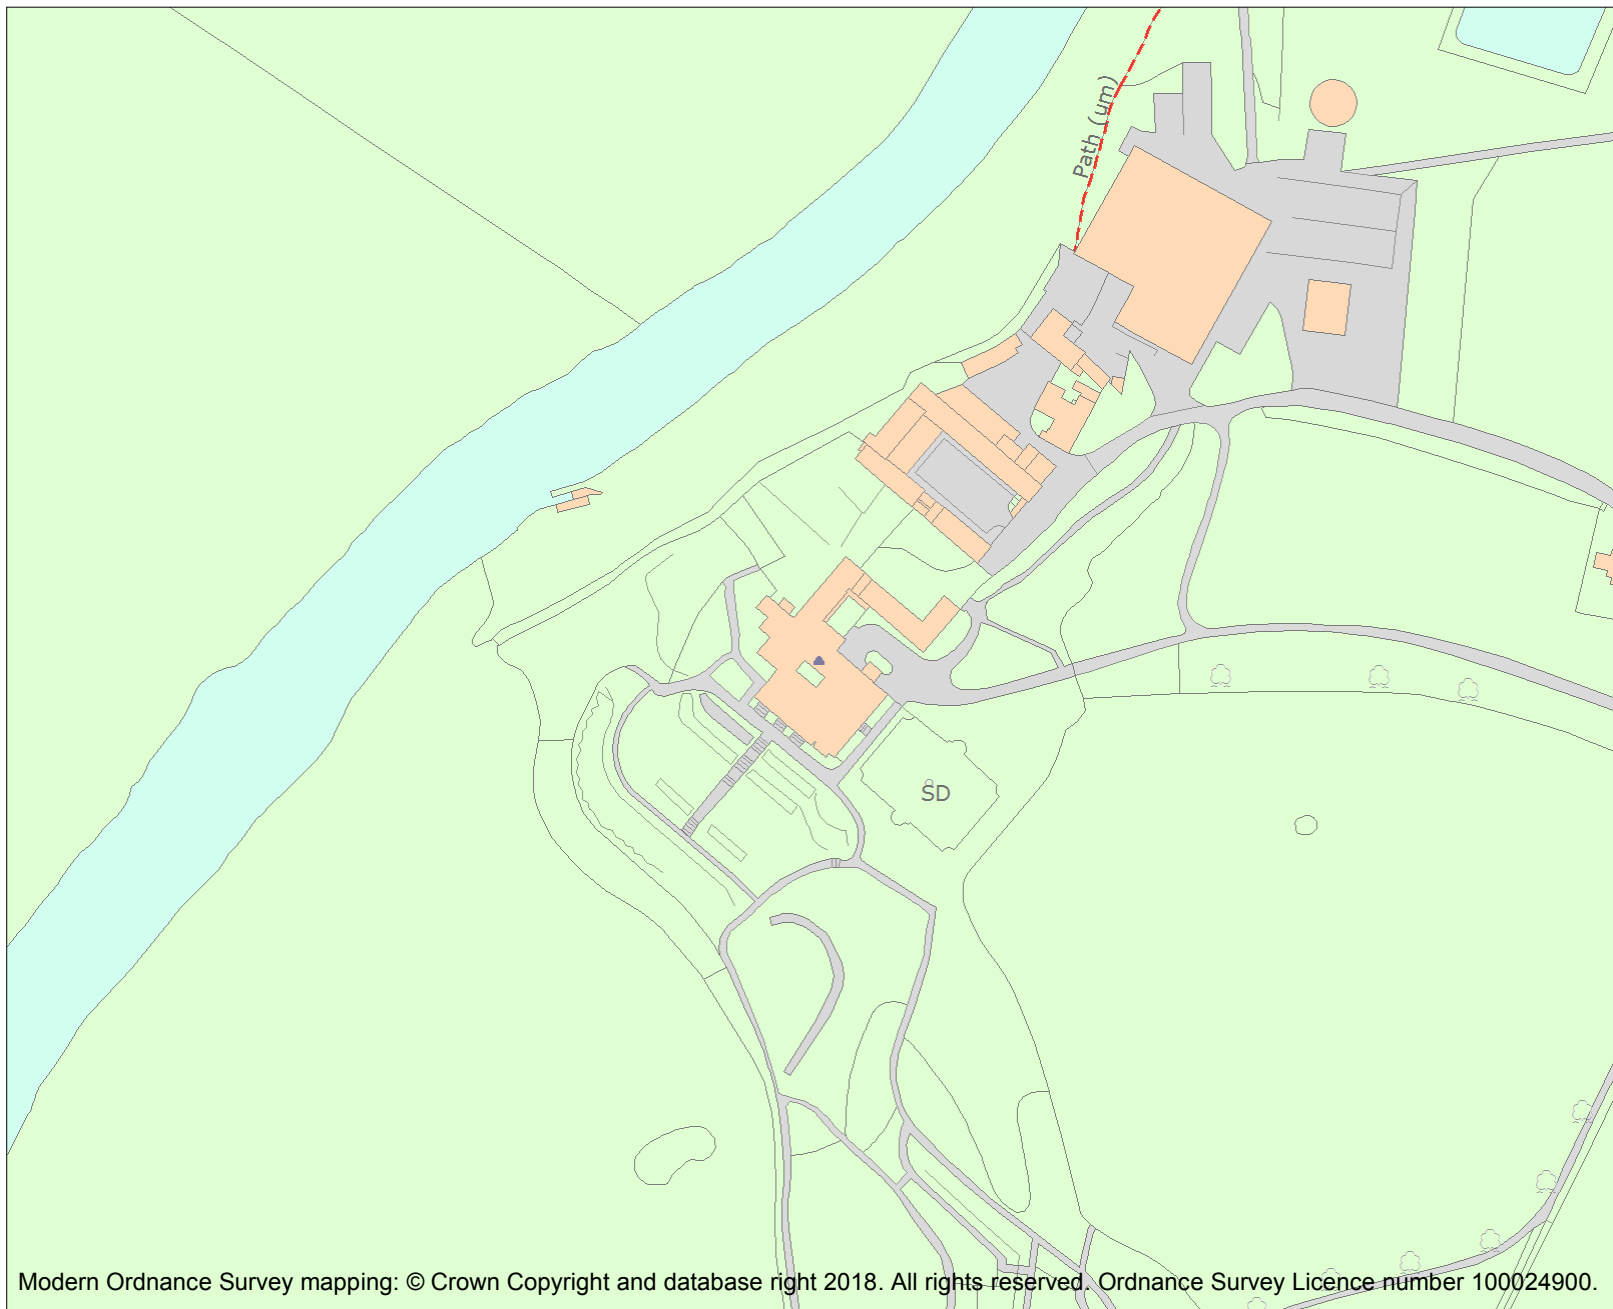 Path (um)
SD
Modern Ordnance Survey mapping: © Crown Copyright and database right 2018. All rights reserved. Ordnance Survey Licence number 100024900.